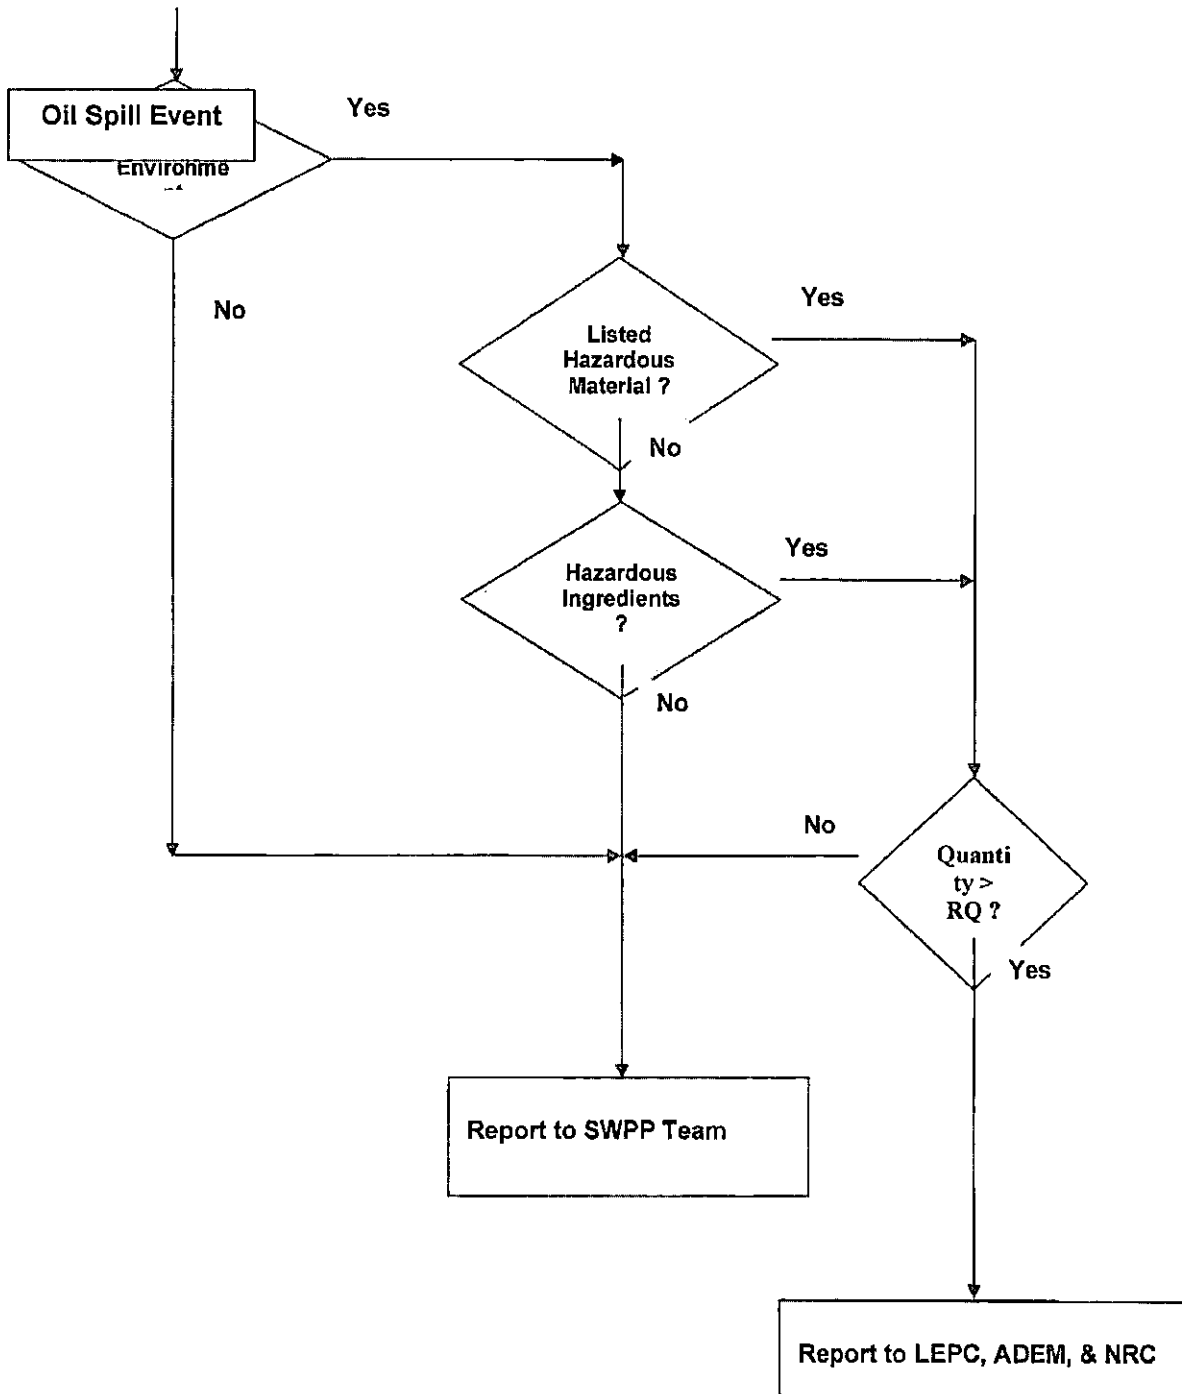 Oil Spill Event
Yes
Environme
No
Yes
Listed
Hazardous
Material ?
No
Yes
Hazardous
Ingredients
?
No
No
Quanti
ty >
RQ ?
Yes
Report to SWPP Team
Report to LEPC, ADEM, & NRC